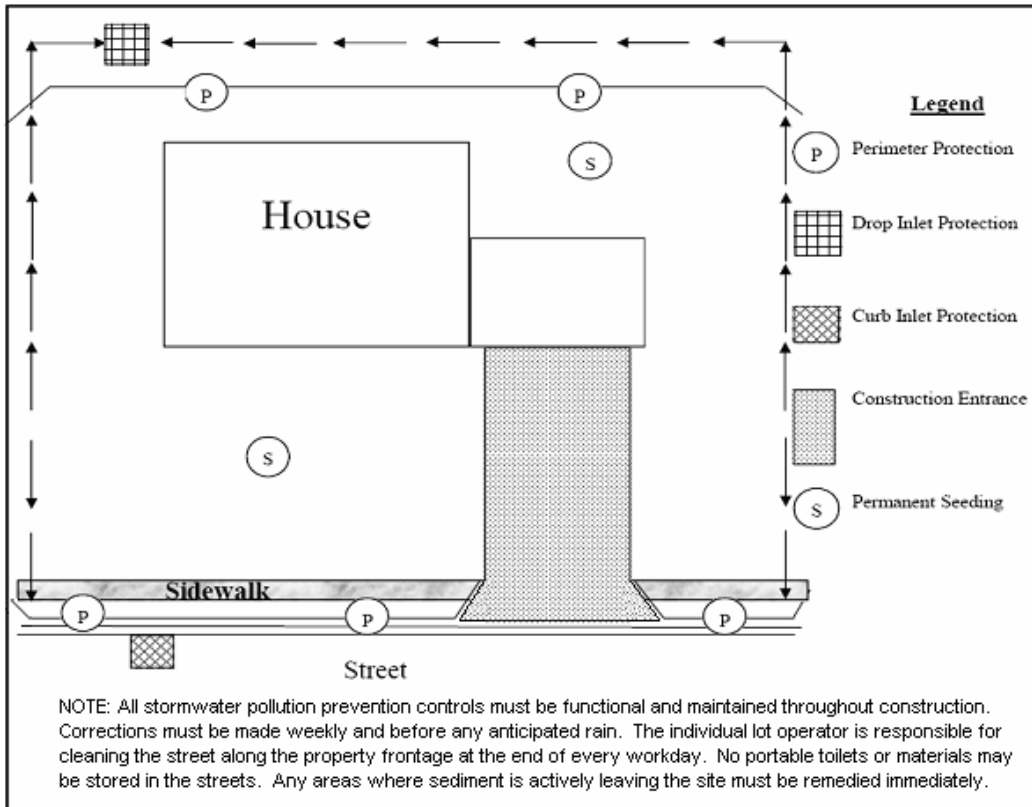 P
P
Legend
P
Perimeter Protection
S
House
Drop Inlet Protection
Curb Inlet Protection
Construction Entrance
S
S
Permanent Seeding
Sidewalk
P
P
P
Street
NOTE: All stormwater pollution prevention controls must be functional and maintained throughout construction.
Corrections must be made weekly and before any anticipated rain. The individual lot operator is responsible for
cleaning the street along the property frontage at the end of every workday. No portable toilets or materials may
be stored in the streets. Any areas where sediment is actively leaving the site must be remedied immediately.